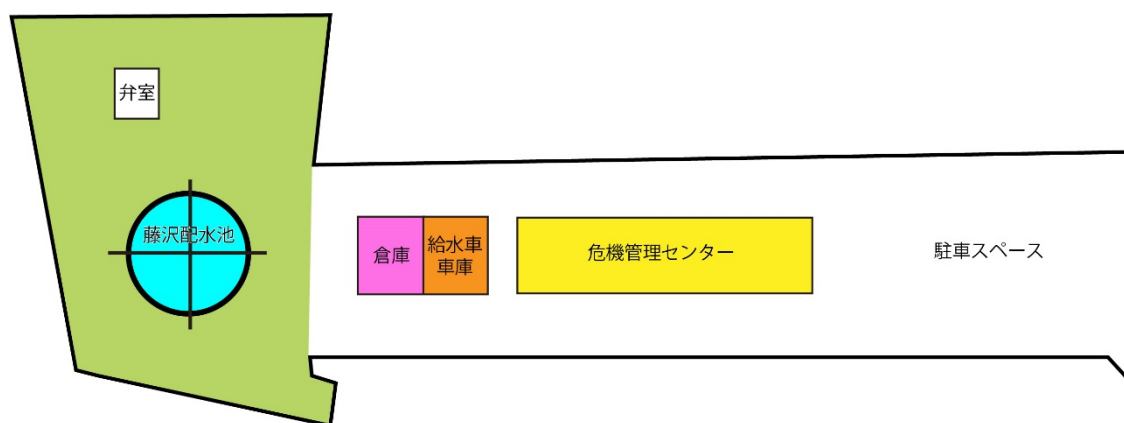 弁室
藤沢配水池
倉庫
給水車
車庫
危機管理センター
駐車スペース